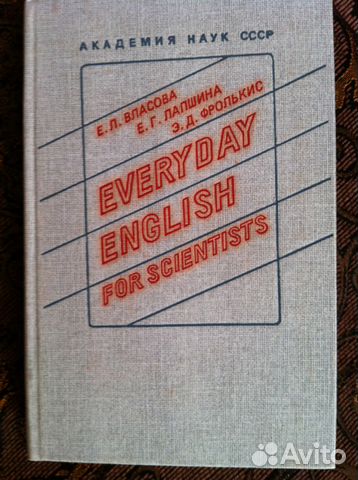 АКАДЕМИЯ НАУК СССР
Е.Л. ВЛАСОВА
Е.Г. ЛАПШИНА
Э.Д. ФРОЛЬКИС
EVERYDAY
ENGLISH
FOR SCIENTISTS
Avito